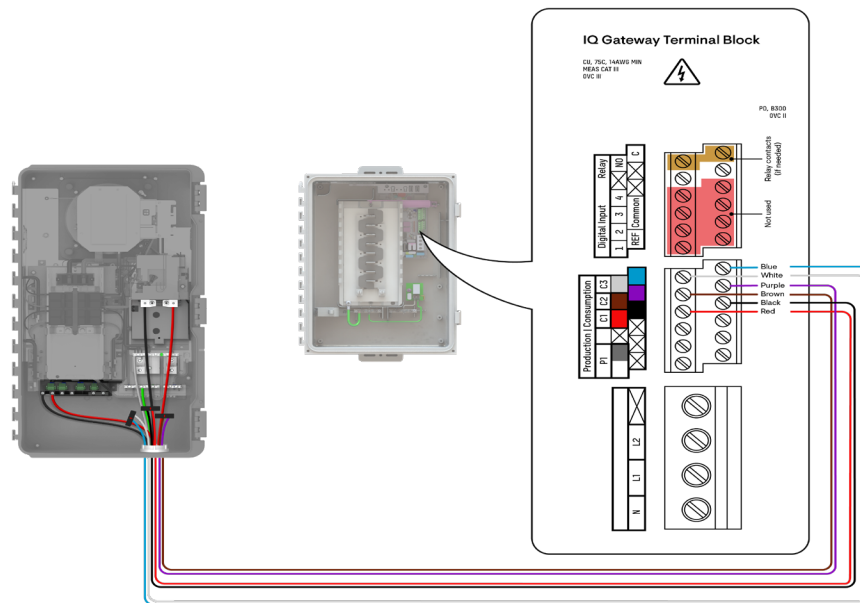 IQ Gateway Terminal Block
CU, 75C, 14AWG MIN
MEAS CAT III
OVC III
PD, B300
OVC II
Relay
NO
C
Digital Input
4
3
2
1
Common
REF
Relay contacts
(if needed)
Not used
Production | Consumption
C3
C2
C1
P1
Blue
White
Purple
Brown
Black
Red
L2
L1
N